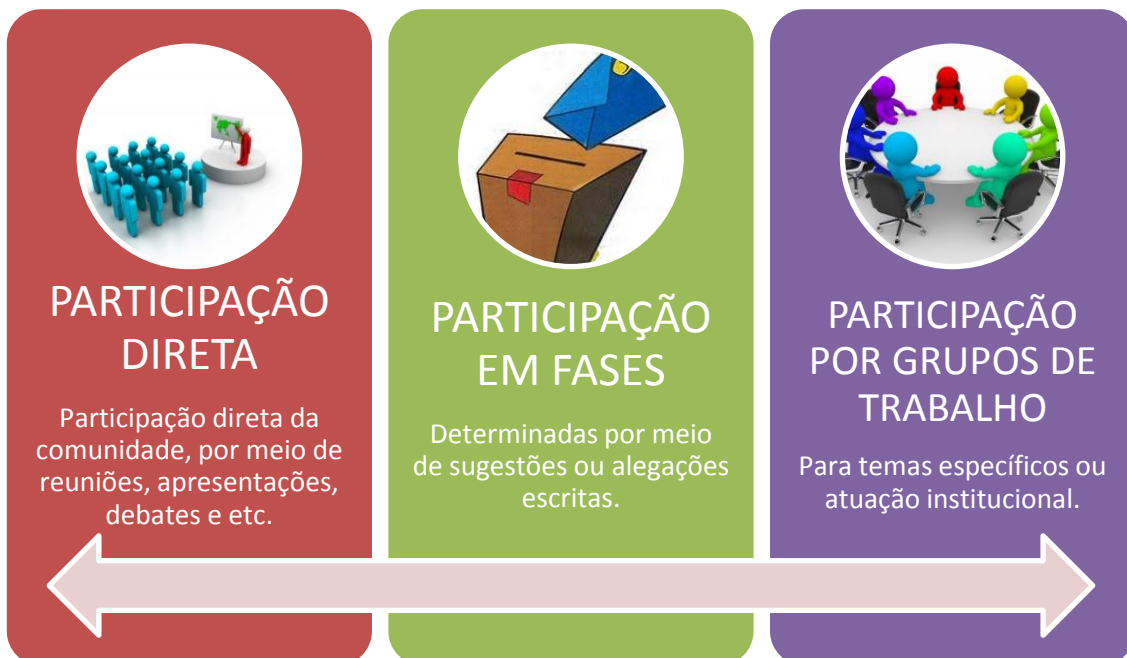 PARTICIPAÇÃO
DIRETA
Participação direta da
comunidade, por meio de
reuniões, apresentações,
debates e etc.
PARTICIPAÇÃO
EM FASES
Determinadas por meio
de sugestões ou alegações
escritas.
PARTICIPAÇÃO
POR GRUPOS DE
TRABALHO
Para temas específicos ou
atuação institucional.